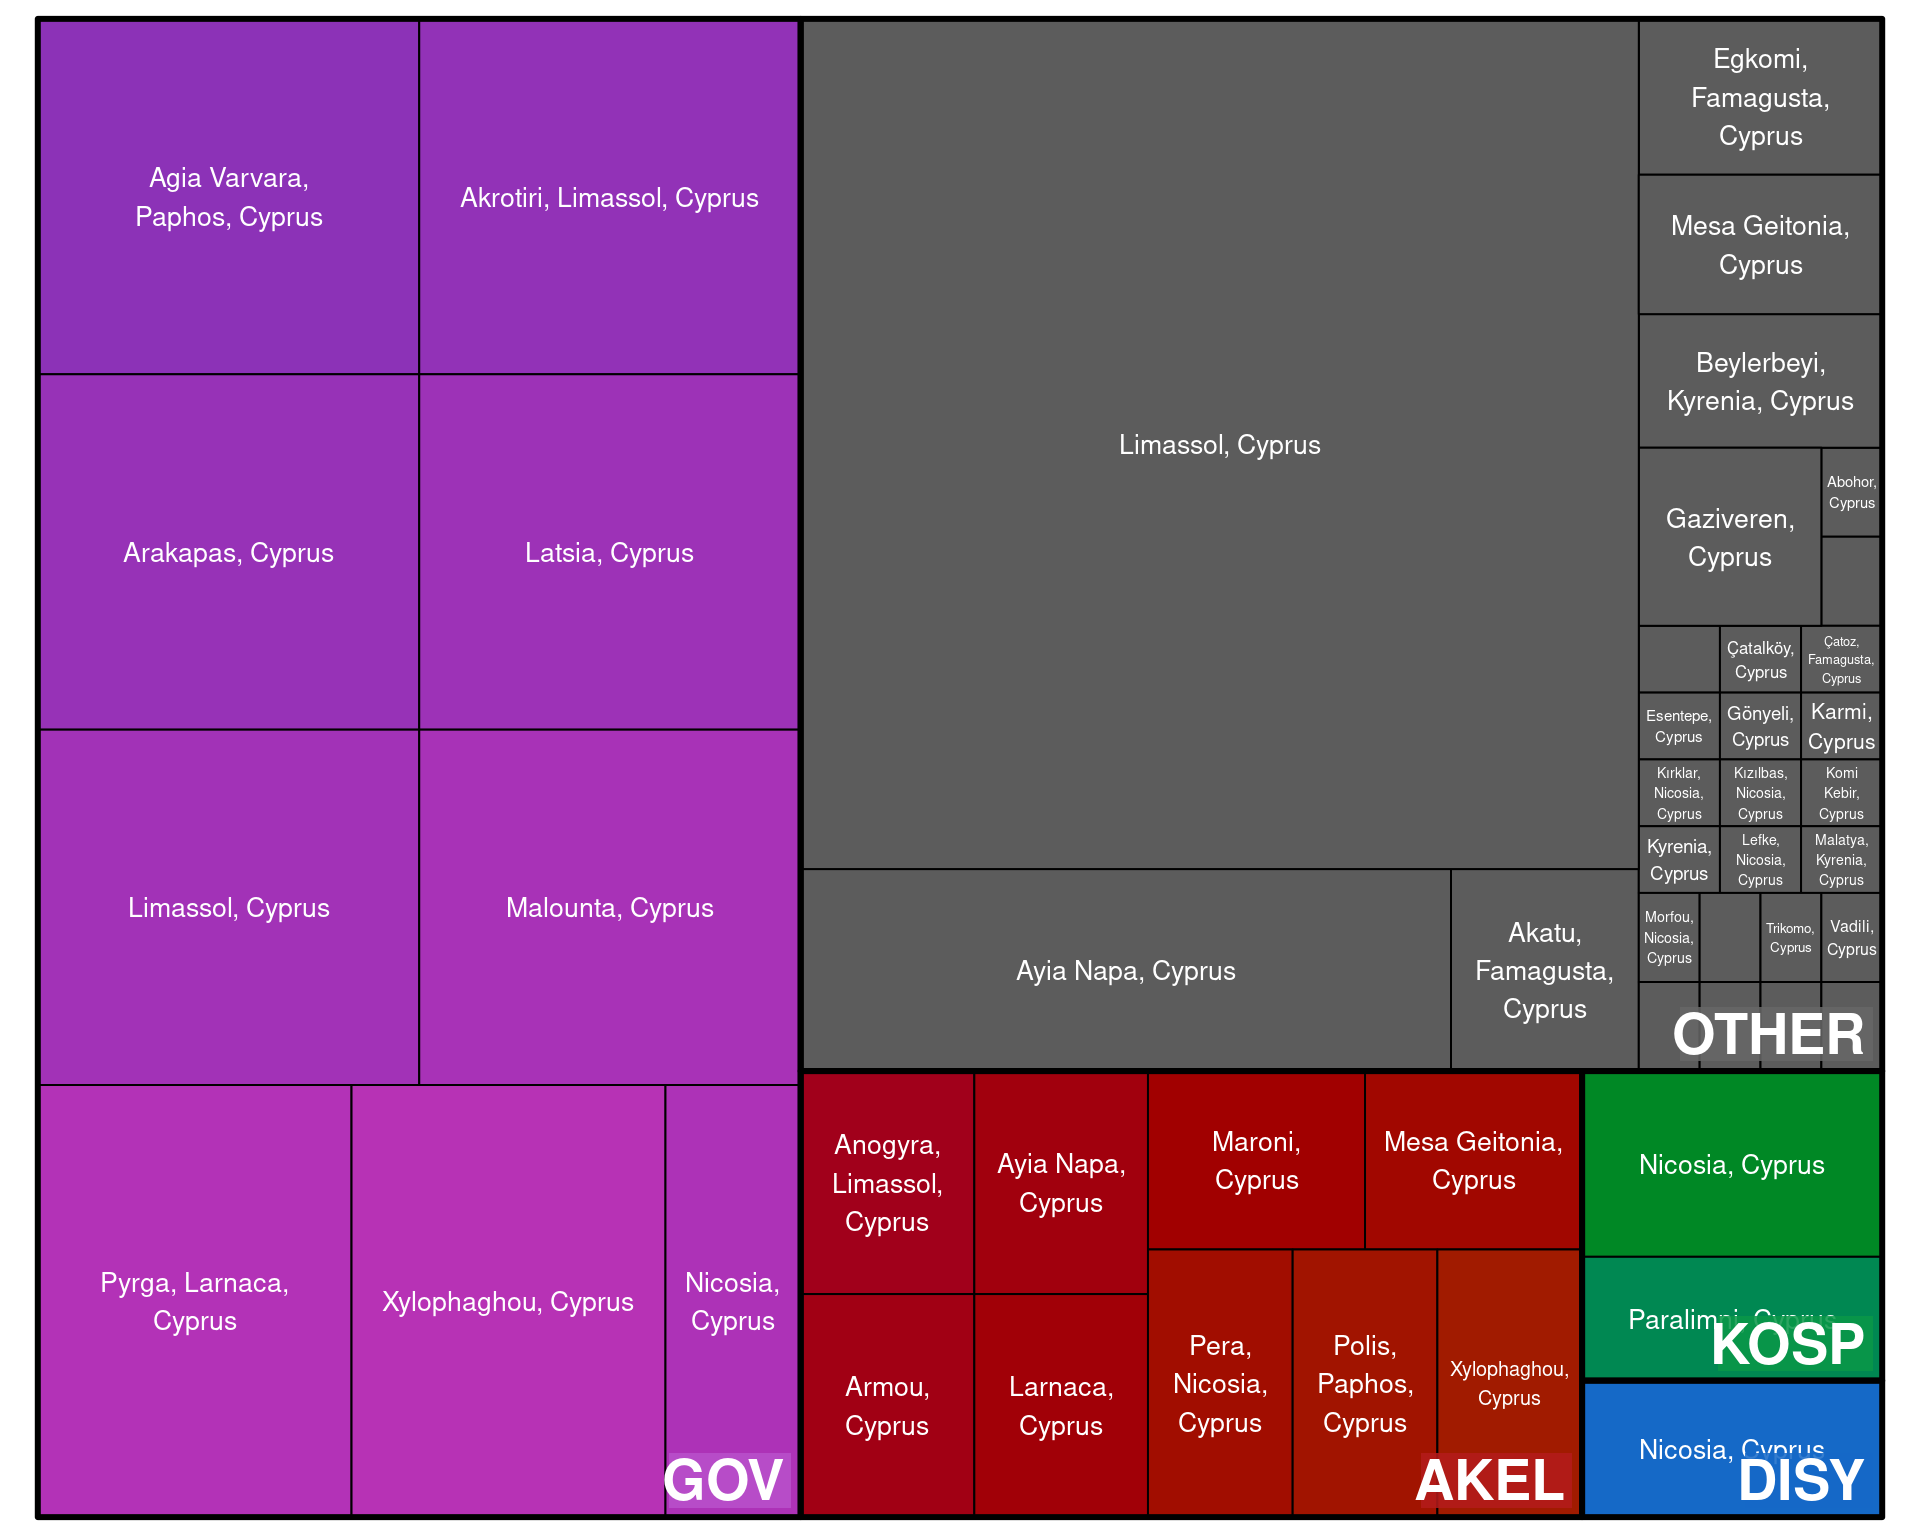 Agia Varvara,
Paphos, Cyprus
Akrotiri, Limassol, Cyprus
Arakapas, Cyprus
Latsia, Cyprus
Limassol, Cyprus
Malounta, Cyprus
Pyrga, Larnaca,
Cyprus
Xylophaghou, Cyprus
Nicosia,
Cyprus
GOV
Limassol, Cyprus
Ayia Napa, Cyprus
Akatu,
Famagusta,
Cyprus
Egkomi,
Famagusta,
Cyprus
Mesa Geitonia,
Cyprus
Beylerbeyi,
Kyrenia, Cyprus
Gaziveren,
Cyprus
Abohor,
Cyprus
Çatalköy,
Cyprus
Çatoz,
Famagusta,
Cyprus
Esentepe,
Cyprus
Gönyeli,
Cyprus
Karmi,
Cyprus
Kırklar,
Nicosia,
Cyprus
Kızılbas,
Nicosia,
Cyprus
Komi
Kebir,
Cyprus
Kyrenia,
Cyprus
Lefke,
Nicosia,
Cyprus
Malatya,
Kyrenia,
Cyprus
Morfou,
Nicosia,
Cyprus
Trikomo,
Cyprus
Vadili,
Cyprus
OTHER
Anogyra,
Limassol,
Cyprus
Ayia Napa,
Cyprus
Armou,
Cyprus
Larnaca,
Cyprus
Maroni,
Cyprus
Mesa Geitonia,
Cyprus
Pera,
Nicosia,
Cyprus
Polis,
Paphos,
Cyprus
Xylophaghou,
Cyprus
AKEL
Nicosia, Cyprus
Paralimni, Cyprus
KOSP
Nicosia, Cyprus
DISY